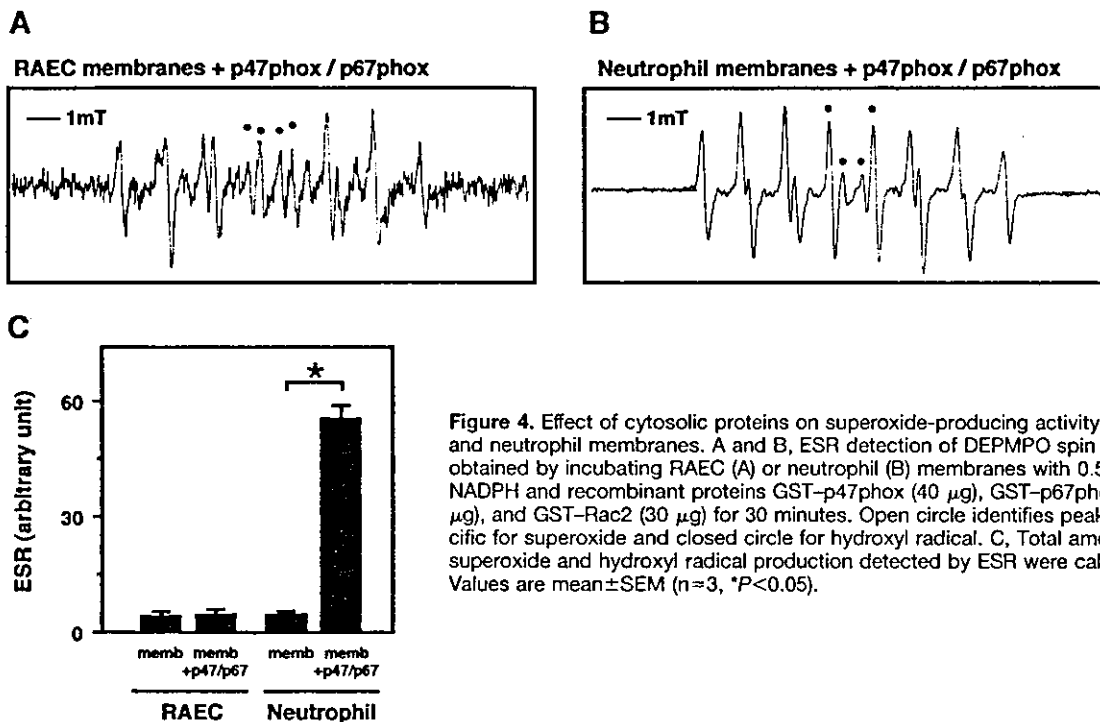 A
RAEC membranes + p47phox / p67phox
1mT
B
Neutrophil membranes + p47phox / p67phox
1mT
C
ESR (arbitrary unit)
60
30
0
*
memb
memb
+p47/p67
memb
memb
+p47/p67
RAEC
Neutrophil
Figure 4. Effect of cytosolic proteins on superoxide-producing activity
and neutrophil membranes. A and B, ESR detection of DEPMPO spin
obtained by incubating RAEC (A) or neutrophil (B) membranes with 0.5
NADPH and recombinant proteins GST–p47phox (40 μg), GST–p67pho
μg), and GST–Rac2 (30 μg) for 30 minutes. Open circle identifies peak
cific for superoxide and closed circle for hydroxyl radical. C, Total amo
superoxide and hydroxyl radical production detected by ESR were cal
Values are mean±SEM (n=3, *P<0.05).